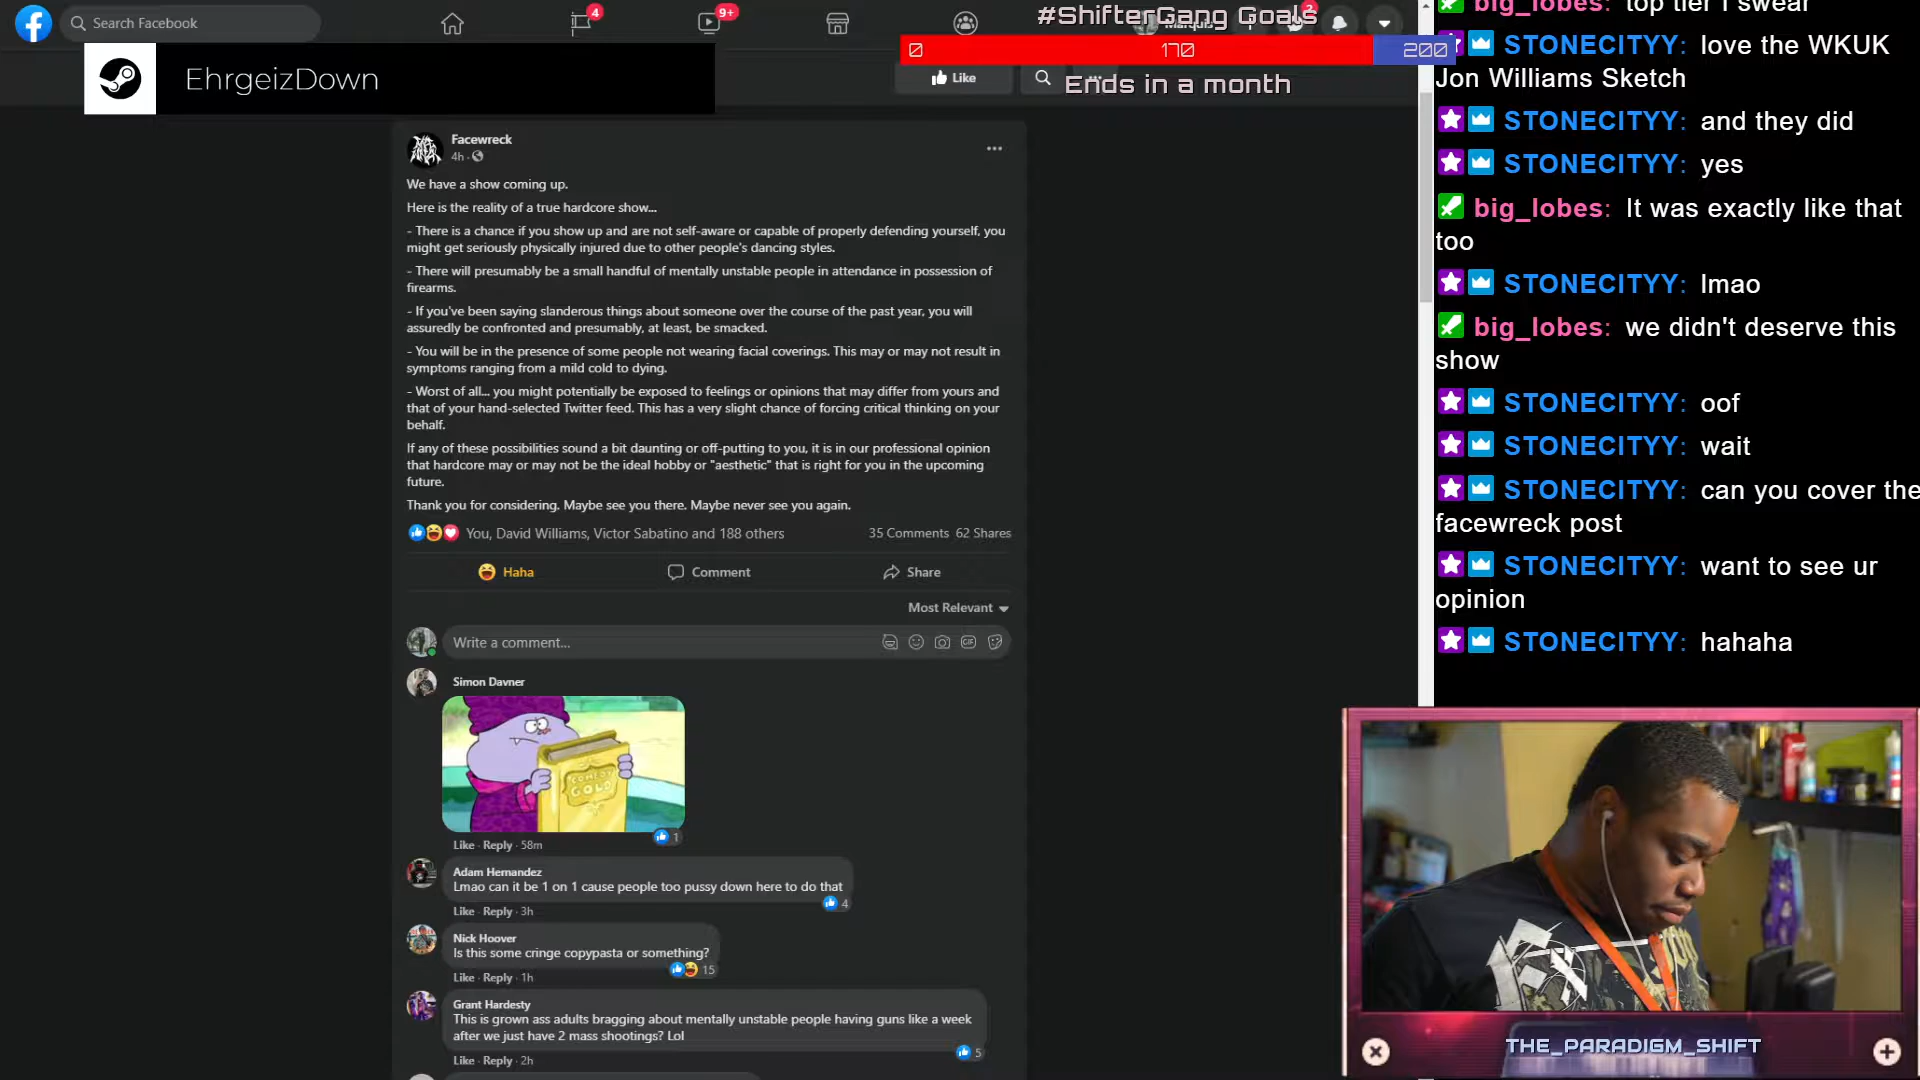 Search Facebook
4
9+
#ShifterGang Goals
0
170
200
Ends in a month
EhrgeizDown
Like
Facewreck
4h ·
We have a show coming up.
Here is the reality of a true hardcore show...
- There is a chance if you show up and are not self-aware or capable of properly defending yourself, you
might get seriously physically injured due to other people's dancing styles.
- There will presumably be a small handful of mentally unstable people in attendance in possession of
firearms.
- If you've been saying slanderous things about someone over the course of the past year, you will
assuredly be confronted and presumably, at least, be smacked.
- You will be in the presence of some people not wearing facial coverings. This may or may not result in
symptoms ranging from a mild cold to dying.
- Worst of all... you might potentially be exposed to feelings or opinions that may differ from yours and
that of your hand-selected Twitter feed. This has a very slight chance of forcing critical thinking on your
behalf.
If any of these possibilities sound a bit daunting or off-putting to you, it is in our professional opinion
that hardcore may or may not be the ideal hobby or "aesthetic" that is right for you in the upcoming
future.
Thank you for considering. Maybe see you there. Maybe never see you again.
You, David Williams, Victor Sabatino and 188 others
35 Comments 62 Shares
Haha
Comment
Share
Most Relevant
Write a comment...
GIF
Simon Davner
COMEDY
GOLD
1
Like · Reply · 58m
Adam Hernandez
Lmao can it be 1 on 1 cause people too pussy down here to do that
4
Like · Reply · 3h
Nick Hoover
Is this some cringe copypasta or something?
15
Like · Reply · 1h
Grant Hardesty
This is grown ass adults bragging about mentally unstable people having guns like a week
after we just have 2 mass shootings? Lol
5
Like · Reply · 2h
big_lobes: top tier I swear
STONECITYY: love the WKUK
Jon Williams Sketch
STONECITYY: and they did
STONECITYY: yes
big_lobes: It was exactly like that
too
STONECITYY: lmao
big_lobes: we didn't deserve this
show
STONECITYY: oof
STONECITYY: wait
STONECITYY: can you cover the
facewreck post
STONECITYY: want to see ur
opinion
STONECITYY: hahaha
THE_PARADIGM_SHIFT